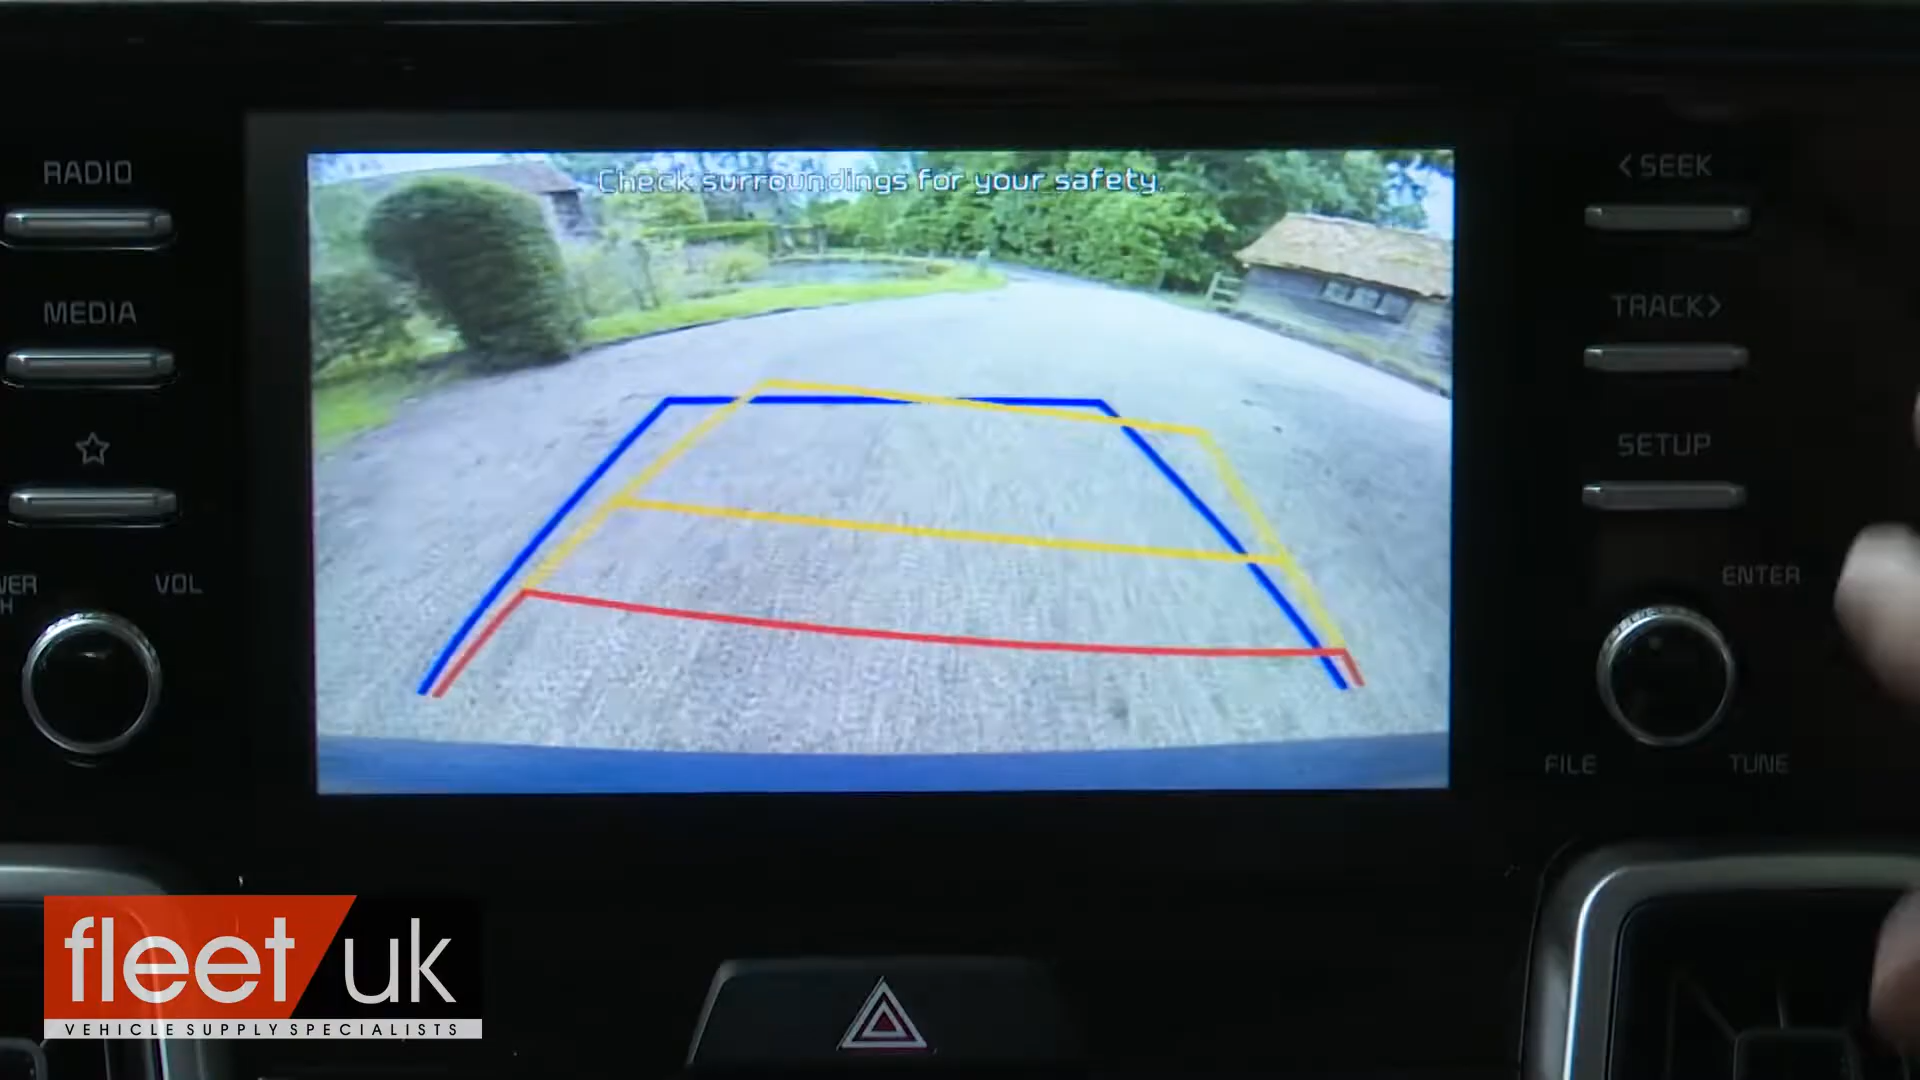 RADIO
MEDIA
VOL
Check surroundings for your safety.
<SEEK
TRACK>
SETUP
ENTER
FILE
TUNE
fleet uk
VEHICLE SUPPLY SPECIALISTS